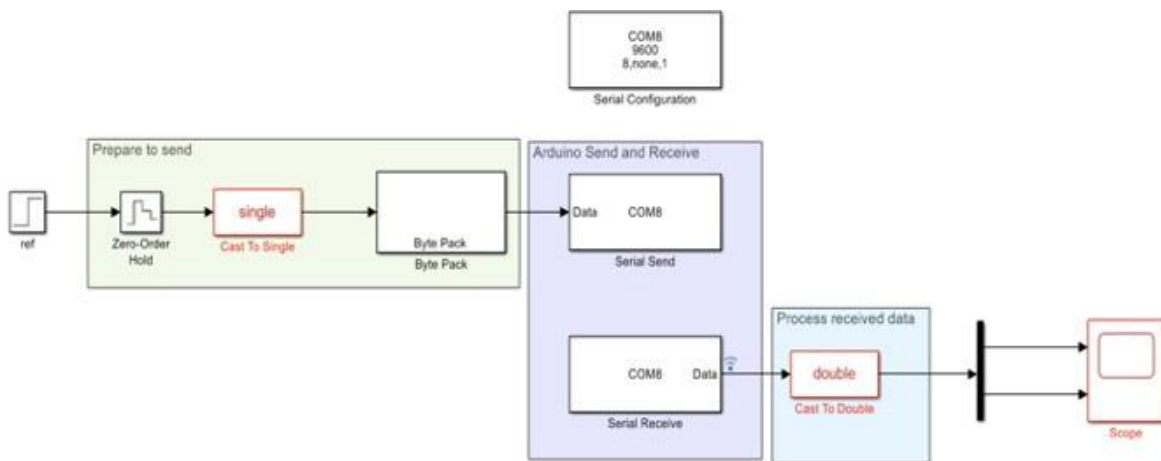 COM8
9600
8,none,1
Serial Configuration
Prepare to send
Arduino Send and Receive
ref
Zero-Order
Hold
single
Cast To Single
Byte Pack
Byte Pack
Data
COM8
Serial Send
Process received data
COM8
Data
Serial Receive
double
Cast To Double
Scope